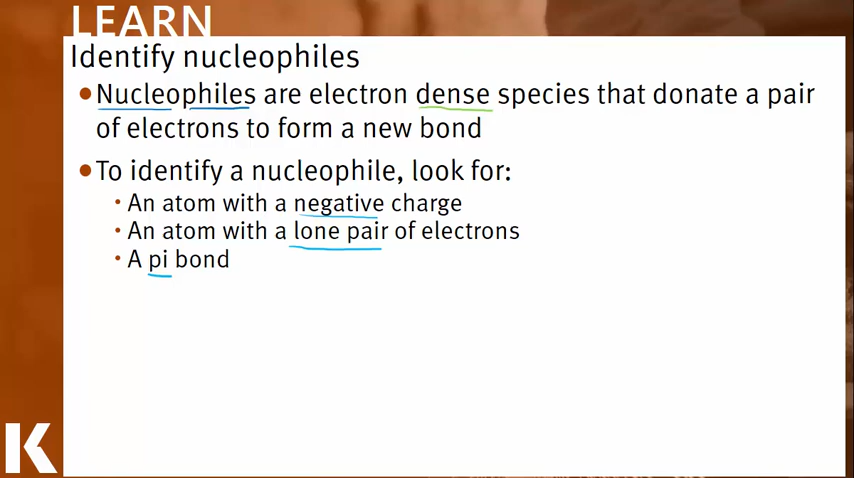 LEARN
Identify nucleophiles
•Nucleophiles are electron dense species that donate a pair
of electrons to form a new bond
•To identify a nucleophile, look for:
• An atom with a negative charge
• An atom with a lone pair of electrons
• A pi bond
K